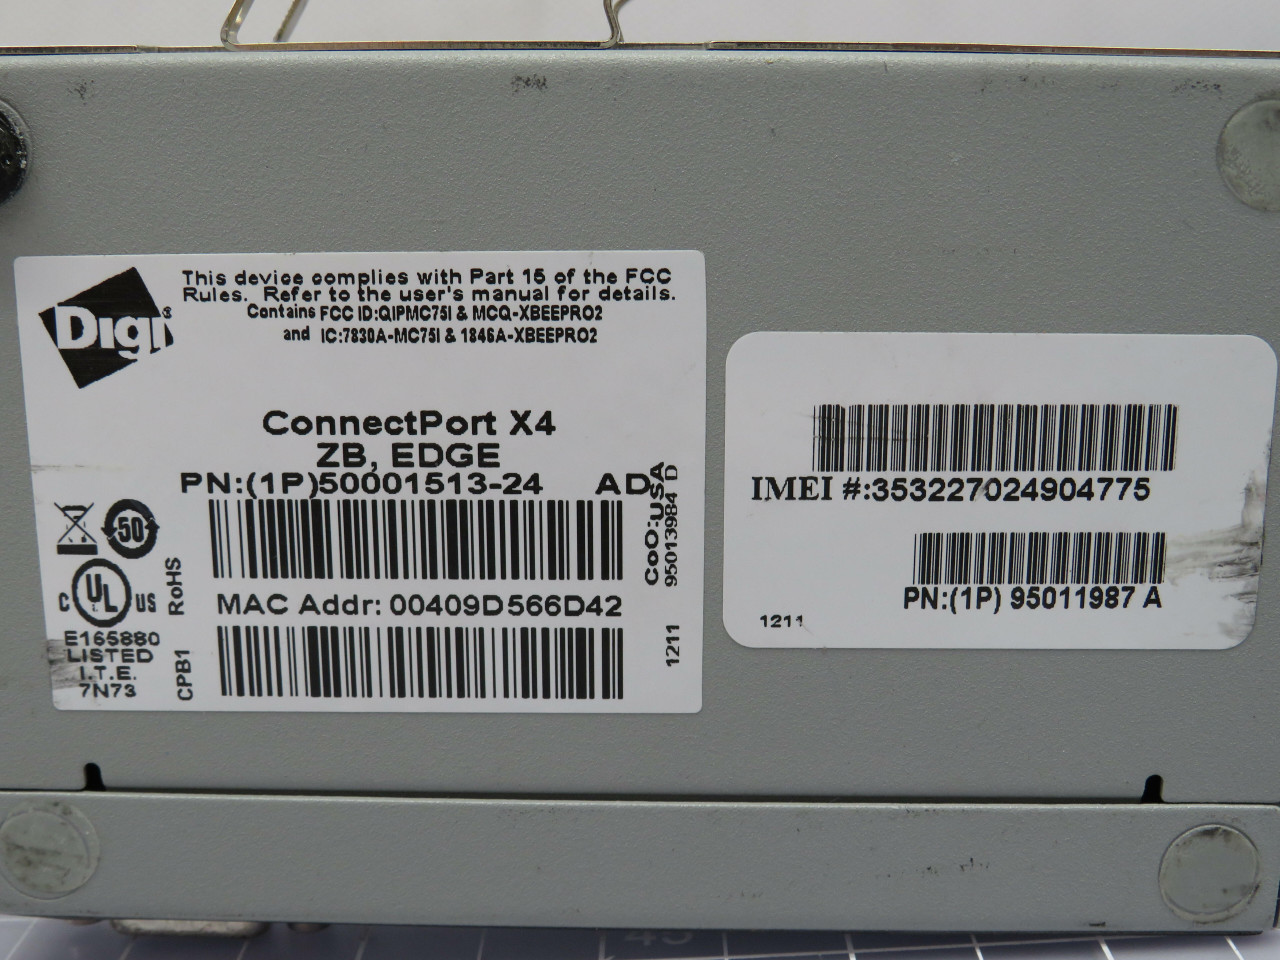 Digi®
This device complies with Part 15 of the FCC
Rules. Refer to the user's manual for details.
Contains FCC ID:QIPMC75I & MCQ-XBEEPRO2
and IC:7830A-MC75I & 1846A-XBEEPRO2
ConnectPort X4
ZB, EDGE
PN:(1P)50001513-24 AD
CoO:USA
95013984 D
50
C UL US
RoHS
MAC Addr: 00409D566D42
E165880
LISTED
I.T.E.
7N73
CPB1
1211
IMEI #:353227024904775
PN:(1P) 95011987 A
1211